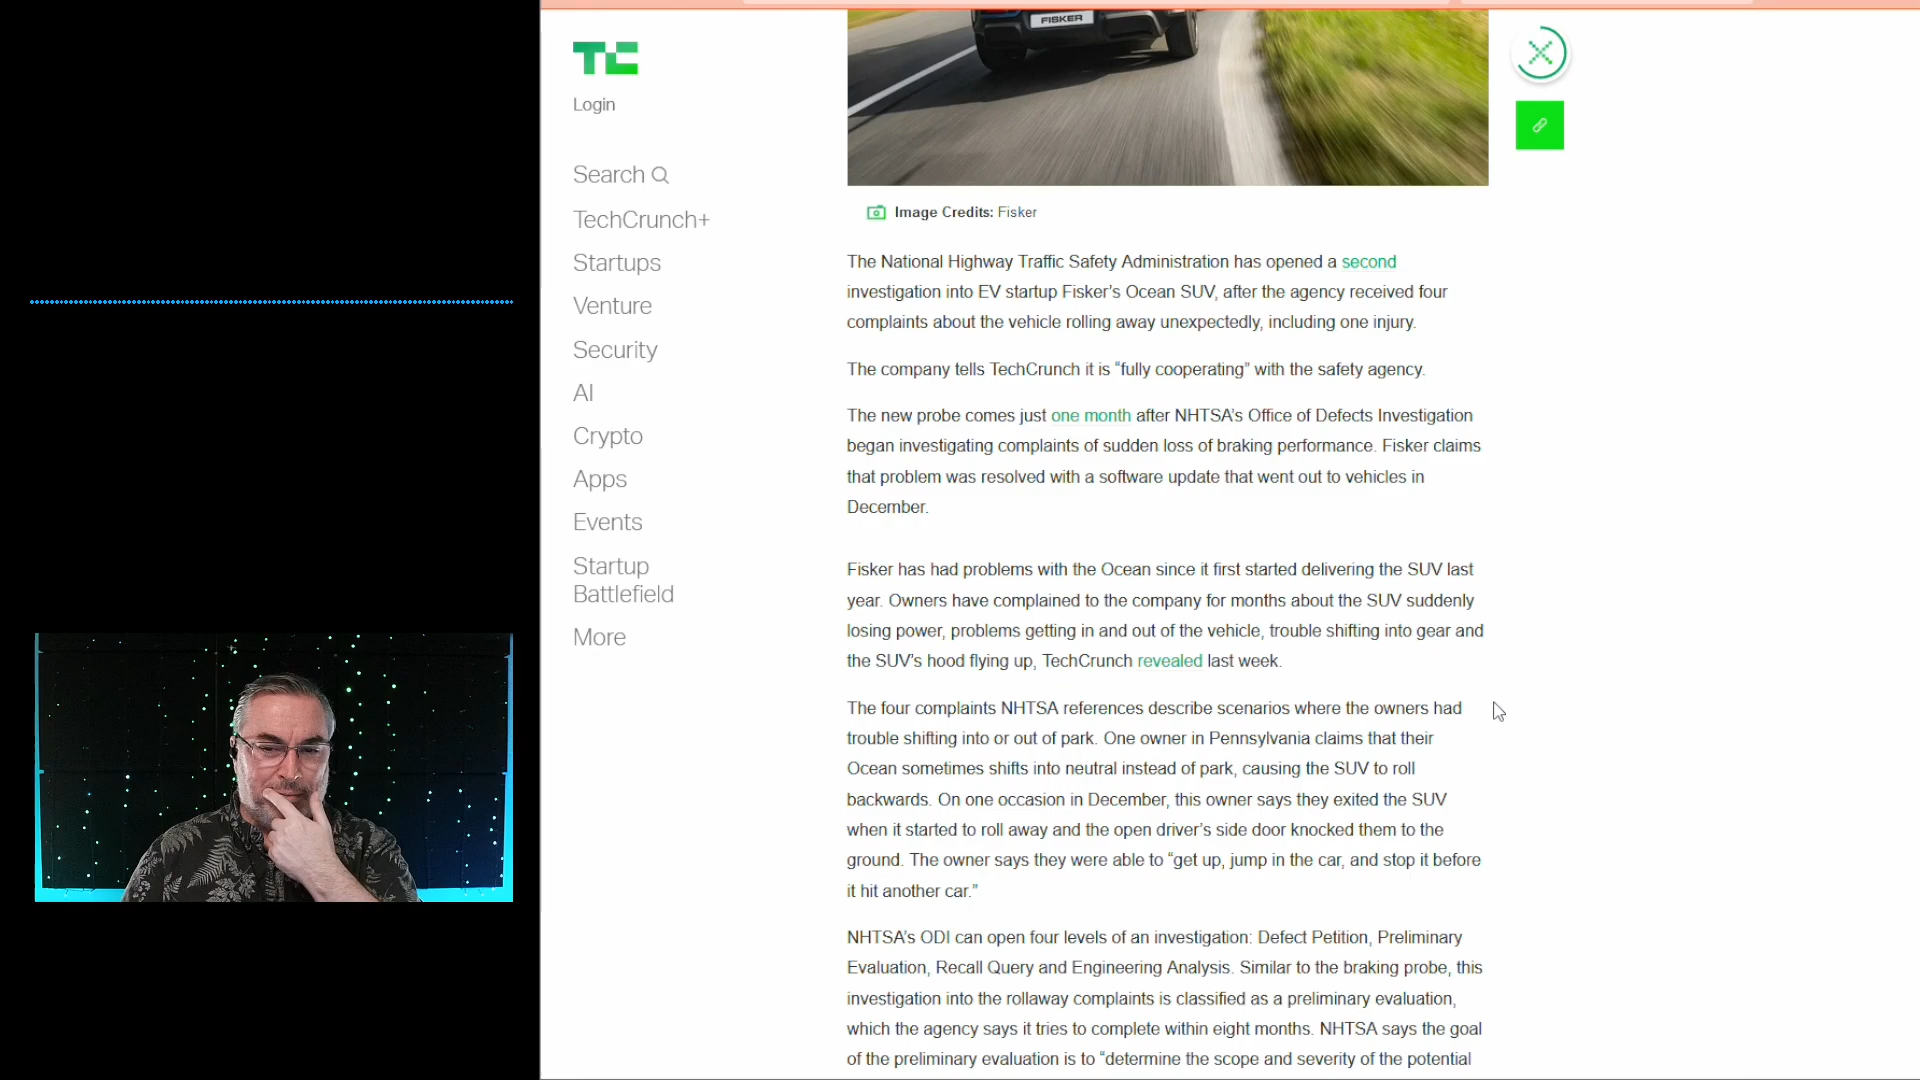 FISKER
TC
Login
Search
TechCrunch+
Startups
Venture
Security
AI
Crypto
Apps
Events
Startup
Battlefield
More
Image Credits: Fisker
The National Highway Traffic Safety Administration has opened a second
investigation into EV startup Fisker’s Ocean SUV, after the agency received four
complaints about the vehicle rolling away unexpectedly, including one injury.
The company tells TechCrunch it is “fully cooperating” with the safety agency.
The new probe comes just one month after NHTSA’s Office of Defects Investigation
began investigating complaints of sudden loss of braking performance. Fisker claims
that problem was resolved with a software update that went out to vehicles in
December.
Fisker has had problems with the Ocean since it first started delivering the SUV last
year. Owners have complained to the company for months about the SUV suddenly
losing power, problems getting in and out of the vehicle, trouble shifting into gear and
the SUV’s hood flying up, TechCrunch revealed last week.
The four complaints NHTSA references describe scenarios where the owners had
trouble shifting into or out of park. One owner in Pennsylvania claims that their
Ocean sometimes shifts into neutral instead of park, causing the SUV to roll
backwards. On one occasion in December, this owner says they exited the SUV
when it started to roll away and the open driver’s side door knocked them to the
ground. The owner says they were able to “get up, jump in the car, and stop it before
it hit another car.”
NHTSA’s ODI can open four levels of an investigation: Defect Petition, Preliminary
Evaluation, Recall Query and Engineering Analysis. Similar to the braking probe, this
investigation into the rollaway complaints is classified as a preliminary evaluation,
which the agency says it tries to complete within eight months. NHTSA says the goal
of the preliminary evaluation is to “determine the scope and severity of the potential